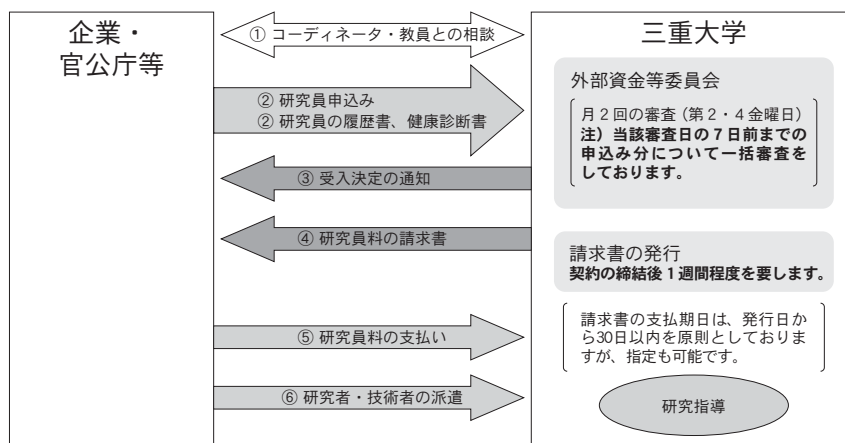 企業・
官公庁等
① コーディネータ・教員との相談
三重大学
外部資金等委員会
月２回の審査（第２・４金曜日）
注）当該審査日の７日前までの
申込み分について一括審査を
しております。
② 研究員申込み
② 研究員の履歴書、健康診断書
③ 受入決定の通知
④ 研究員料の請求書
請求書の発行
契約の締結後１週間程度を要します。
⑤ 研究員料の支払い
請求書の支払期日は、発行日か
ら30日以内を原則としておりま
すが、指定も可能です。
⑥ 研究者・技術者の派遣
研究指導